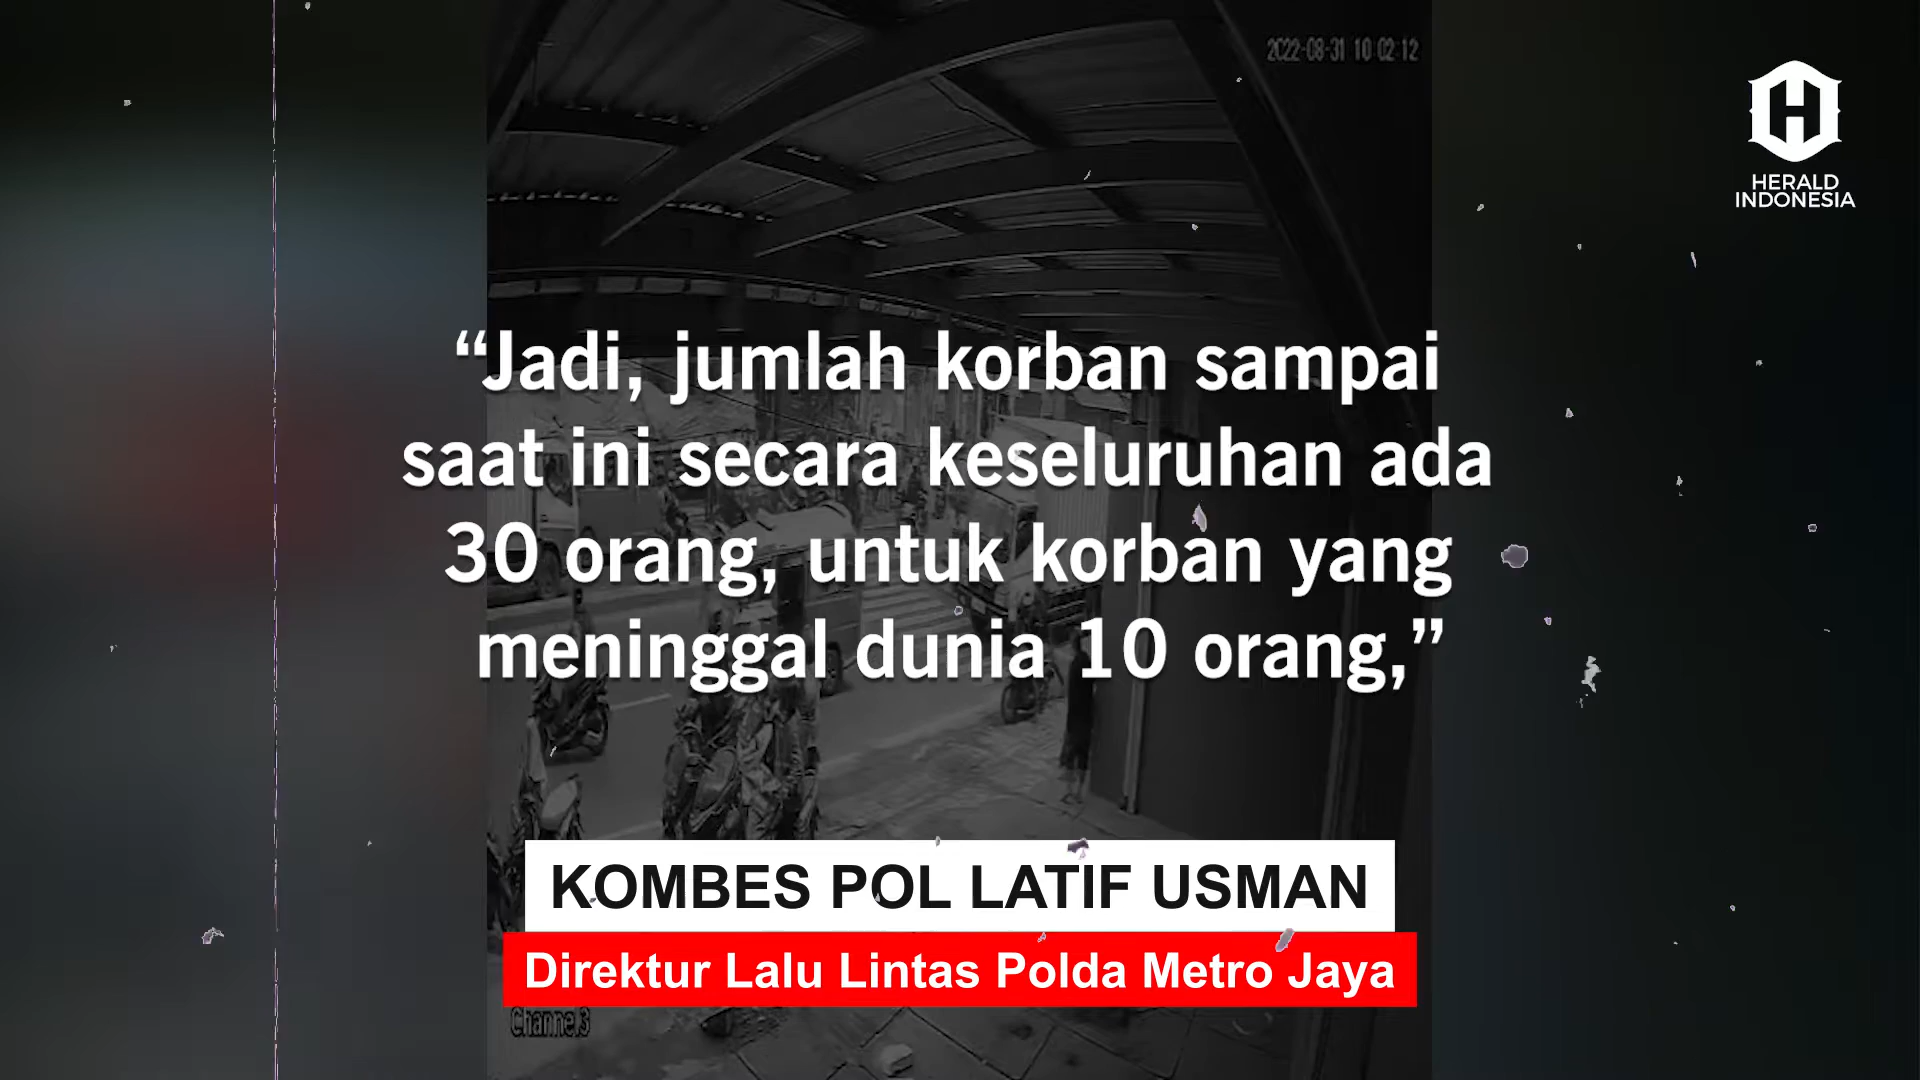 2022-08-31 10:02:12
HERALD
INDONESIA
“Jadi, jumlah korban sampai
saat ini secara keseluruhan ada
30 orang, untuk korban yang
meninggal dunia 10 orang,”
KOMBES POL LATIF USMAN
Direktur Lalu Lintas Polda Metro Jaya
Channel3